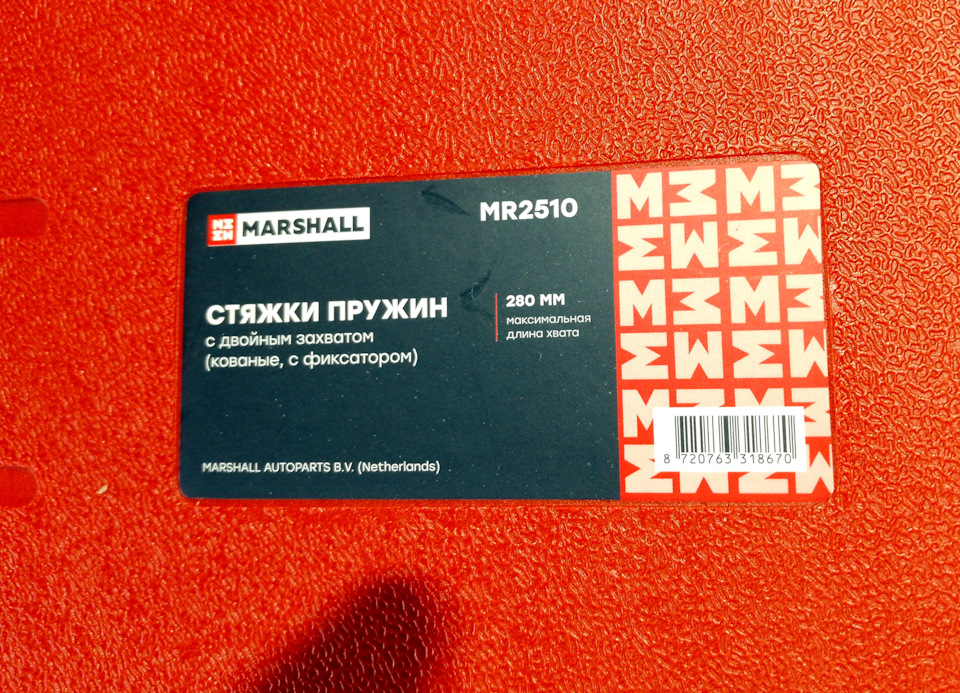 MARSHALL
MR2510
СТЯЖКИ ПРУЖИН
с двойным захватом
(кованые, с фиксатором)
280 ММ
максимальная
длина хвата
MARSHALL AUTOPARTS B.V. (Netherlands)
8 720763 318670